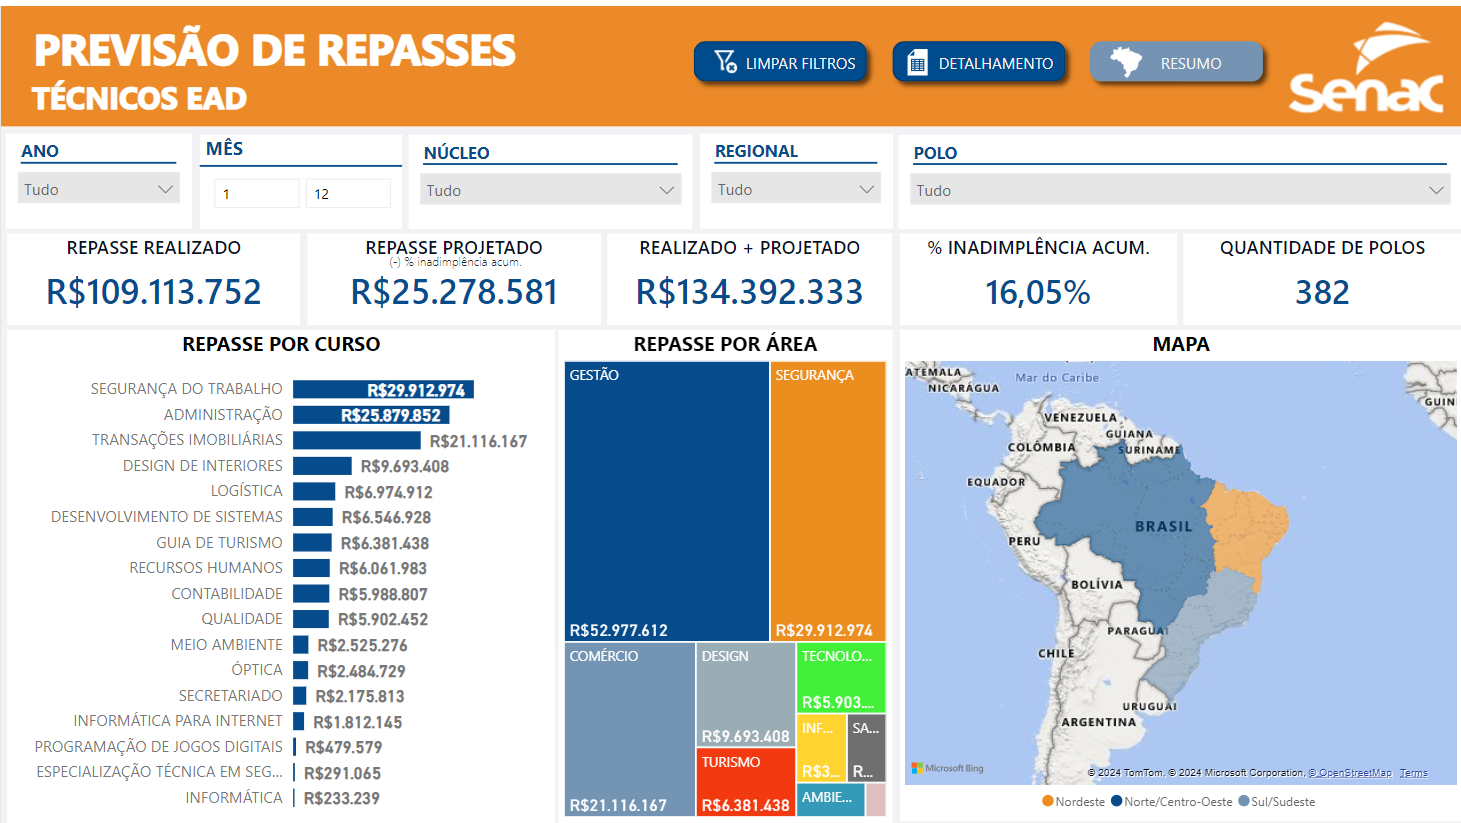 PREVISÃO DE REPASSES
TÉCNICOS EAD
LIMPAR FILTROS
DETALHAMENTO
RESUMO
Senac
ANO
Tudo
MÊS
1
12
NÚCLEO
Tudo
REGIONAL
Tudo
POLO
Tudo
REPASSE REALIZADO
R$109.113.752
REPASSE PROJETADO
(-) % inadimplência acum.
R$25.278.581
REALIZADO + PROJETADO
R$134.392.333
% INADIMPLÊNCIA ACUM.
16,05%
QUANTIDADE DE POLOS
382
REPASSE POR CURSO
SEGURANÇA DO TRABALHO R$29.912.974
ADMINISTRAÇÃO R$25.879.852
TRANSAÇÕES IMOBILIÁRIAS R$21.116.167
DESIGN DE INTERIORES R$9.693.408
LOGÍSTICA R$6.974.912
DESENVOLVIMENTO DE SISTEMAS R$6.546.928
GUIA DE TURISMO R$6.381.438
RECURSOS HUMANOS R$6.061.983
CONTABILIDADE R$5.988.807
QUALIDADE R$5.902.452
MEIO AMBIENTE R$2.525.276
ÓPTICA R$2.484.729
SECRETARIADO R$2.175.813
INFORMÁTICA PARA INTERNET R$1.812.145
PROGRAMAÇÃO DE JOGOS DIGITAIS R$479.579
ESPECIALIZAÇÃO TÉCNICA EM SEG... R$291.065
INFORMÁTICA R$233.239
REPASSE POR ÁREA
GESTÃO
R$52.977.612
SEGURANÇA
R$29.912.974
COMÉRCIO
R$21.116.167
DESIGN
R$9.693.408
TURISMO
R$6.381.438
TECNOLO...
R$5.903....
INF...
R$3...
SA...
R...
AMBIE...
MAPA
ATEMALA
NICARÁGUA
Mar do Caribe
GUIN
VENEZUELA
GUIANA
COLÔMBIA
SURINAME
EQUADOR
BRASIL
PERU
BOLÍVIA
PARAGUAI
CHILE
URUGUAI
ARGENTINA
Microsoft Bing
© 2024 TomTom, © 2024 Microsoft Corporation, © OpenStreetMap Terms
Nordeste Norte/Centro-Oeste Sul/Sudeste